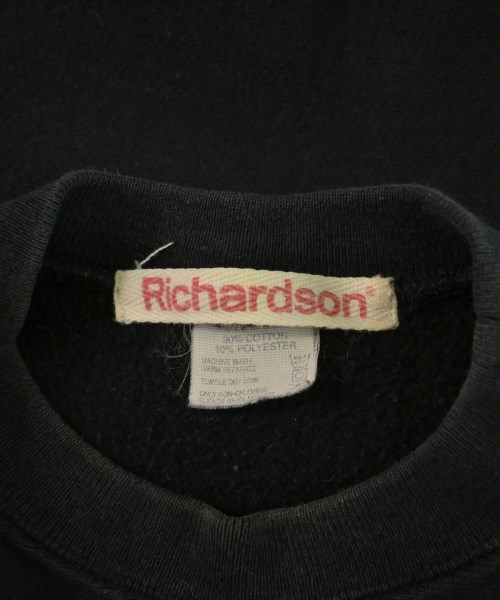 Richardson®
90% COTTON
10% POLYESTER
MACHINE WASH
WARM SEPARATE
TUMBLE DRY LOW
ONLY NON-CHLORINE